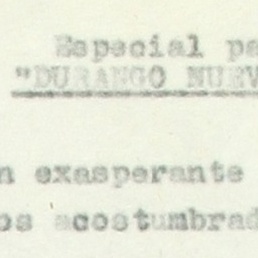 Especial pa
"DURANGO NUEV
n exasperante
os acostumbrad